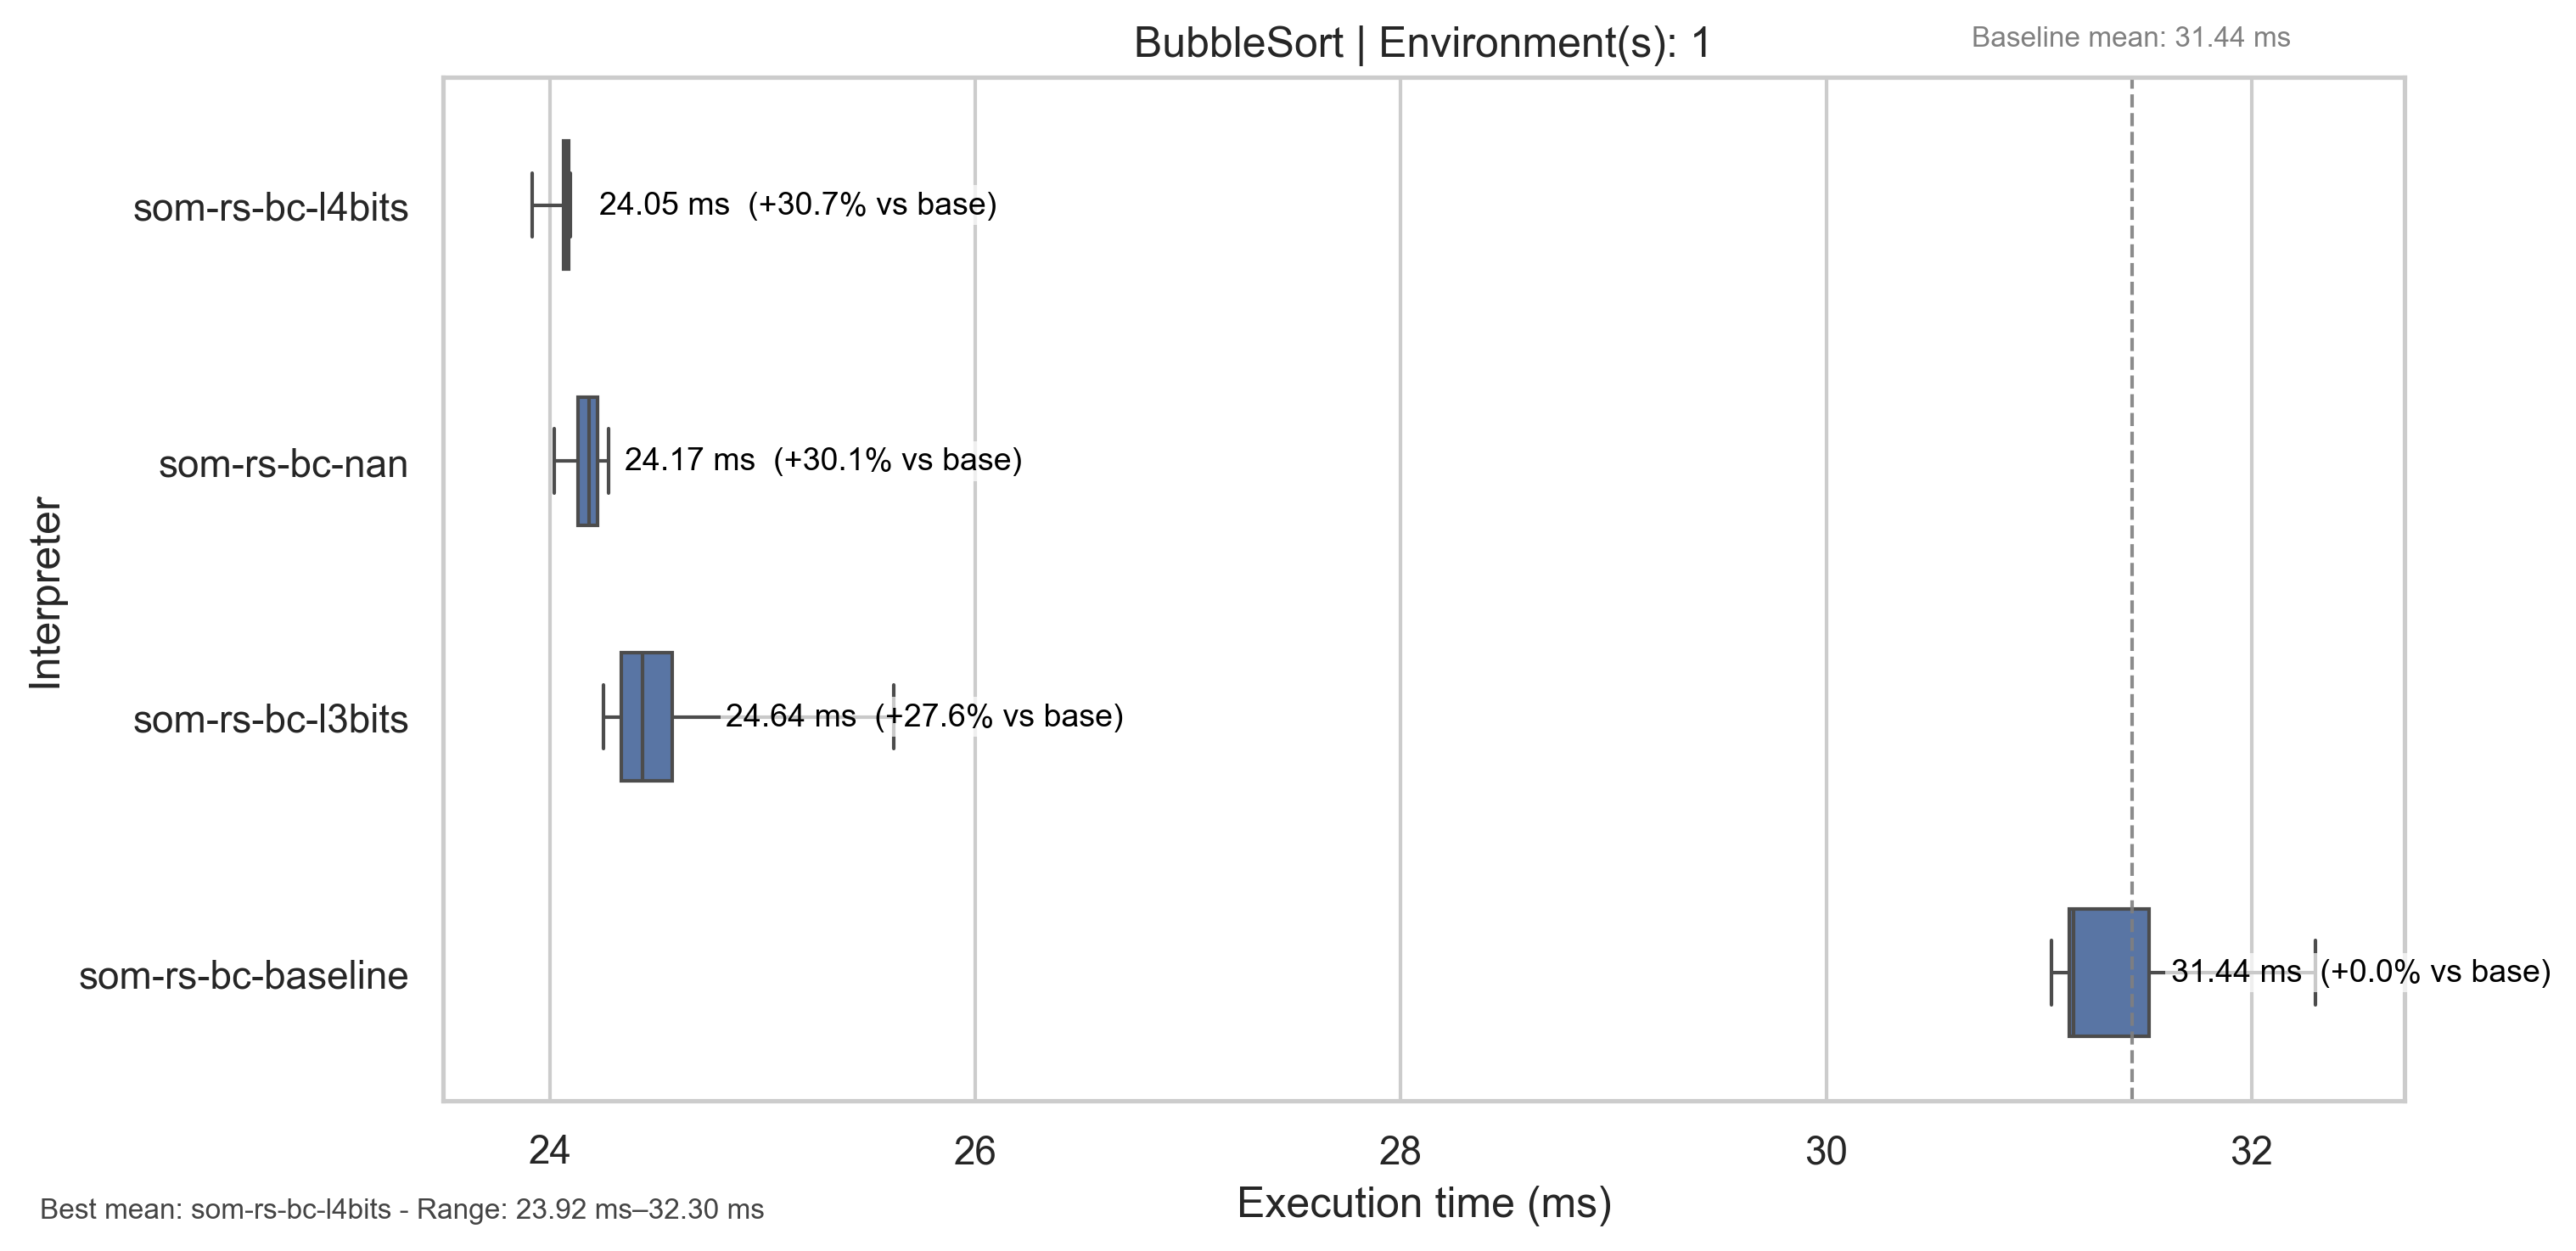 BubbleSort | Environment(s): 1
Baseline mean: 31.44 ms
Interpreter
som-rs-bc-l4bits
24.05 ms  (+30.7% vs base)
som-rs-bc-nan
24.17 ms  (+30.1% vs base)
som-rs-bc-l3bits
24.64 ms  (+27.6% vs base)
som-rs-bc-baseline
31.44 ms  (+0.0% vs base)
24 26 28 30 32
Execution time (ms)
Best mean: som-rs-bc-l4bits - Range: 23.92 ms–32.30 ms